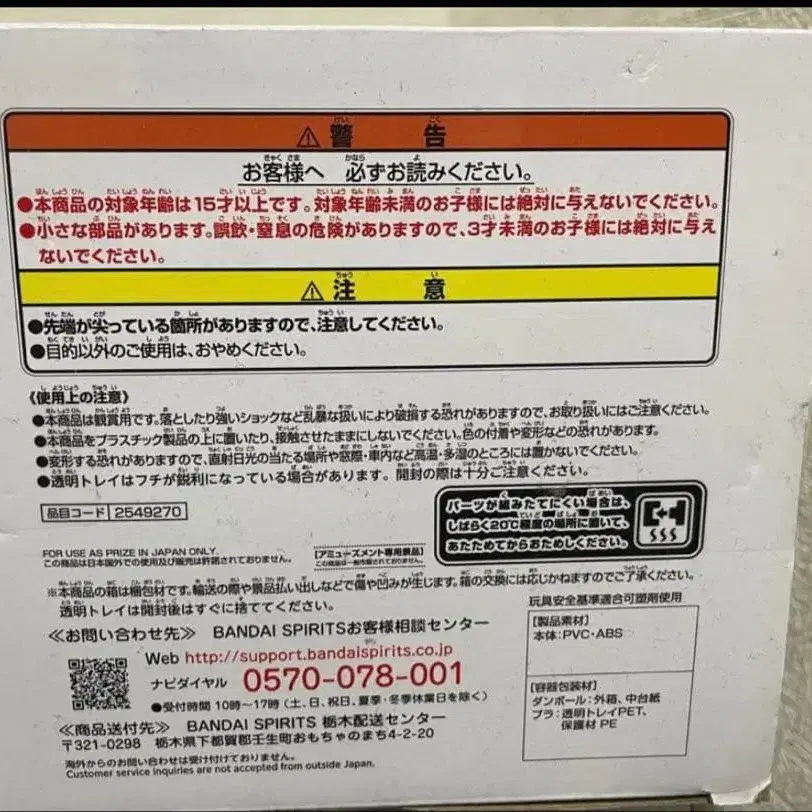 ⚠警告
お客様へ 必ずお読みください。
●本商品の対象年齢は15才以上です。対象年齢未満のお子様には絶対に与えないでください。
●小さな部品があります。誤飲・窒息の危険がありますので、3才未満のお子様には絶対に与え
ないでください。
⚠注意
●先端が尖っている箇所がありますので、注意してください。
●目的以外のご使用は、おやめください。
《使用上の注意》
●本商品は観賞用です。落としたり強いショックなど乱暴な扱いにより破損する恐れがありますので、お取り扱いにはご注意ください。
●本商品をプラスチック製品の上に置いたり、接触させたままにしないでください。色の付着や変形などの恐れがあります。
●変形する恐れがありますので、直射日光の当たる場所や窓際・車内など高温・多湿のところには置かないでください。
●透明トレイはフチが鋭利になっている場合があります。開封の際は十分ご注意ください。
品目コード 2549270
パーツが組みたてにくい場合は、
しばらく20℃程度の場所に置いて、
あたためてからおためしください。
FOR USE AS PRIZE IN JAPAN ONLY.
この商品は日本国外での使用及び販売は許諾されておりません。
【アミューズメント専用景品】
この商品は一般市販されておりません。
※本商品の箱は梱包材です。輸送の際や景品払い出しなどで傷や凹みが生じます。箱の交換には応じかねますのでご了承ください。
透明トレイは開封後はすぐに捨ててください。
≪お問い合わせ先≫ BANDAI SPIRITSお客様相談センター
Web http://support.bandaispirits.co.jp
ナビダイヤル 0570-078-001
●受付時間 10時〜17時(土、日、祝日、夏季・冬季休業日を除く)
≪商品送付先≫ BANDAI SPIRITS 栃木配送センター
〒321-0298 栃木県下都賀郡壬生町おもちゃのまち4-2-20
海外からのお問い合わせは受け付けておりません。
Customer service inquiries are not accepted from outside Japan.
玩具安全基準適合可塑剤使用
【製品素材】
本体:PVC・ABS
【容器包装材】
ダンボール:外箱、中台紙
プラ:透明トレイPET、
保護材 PE